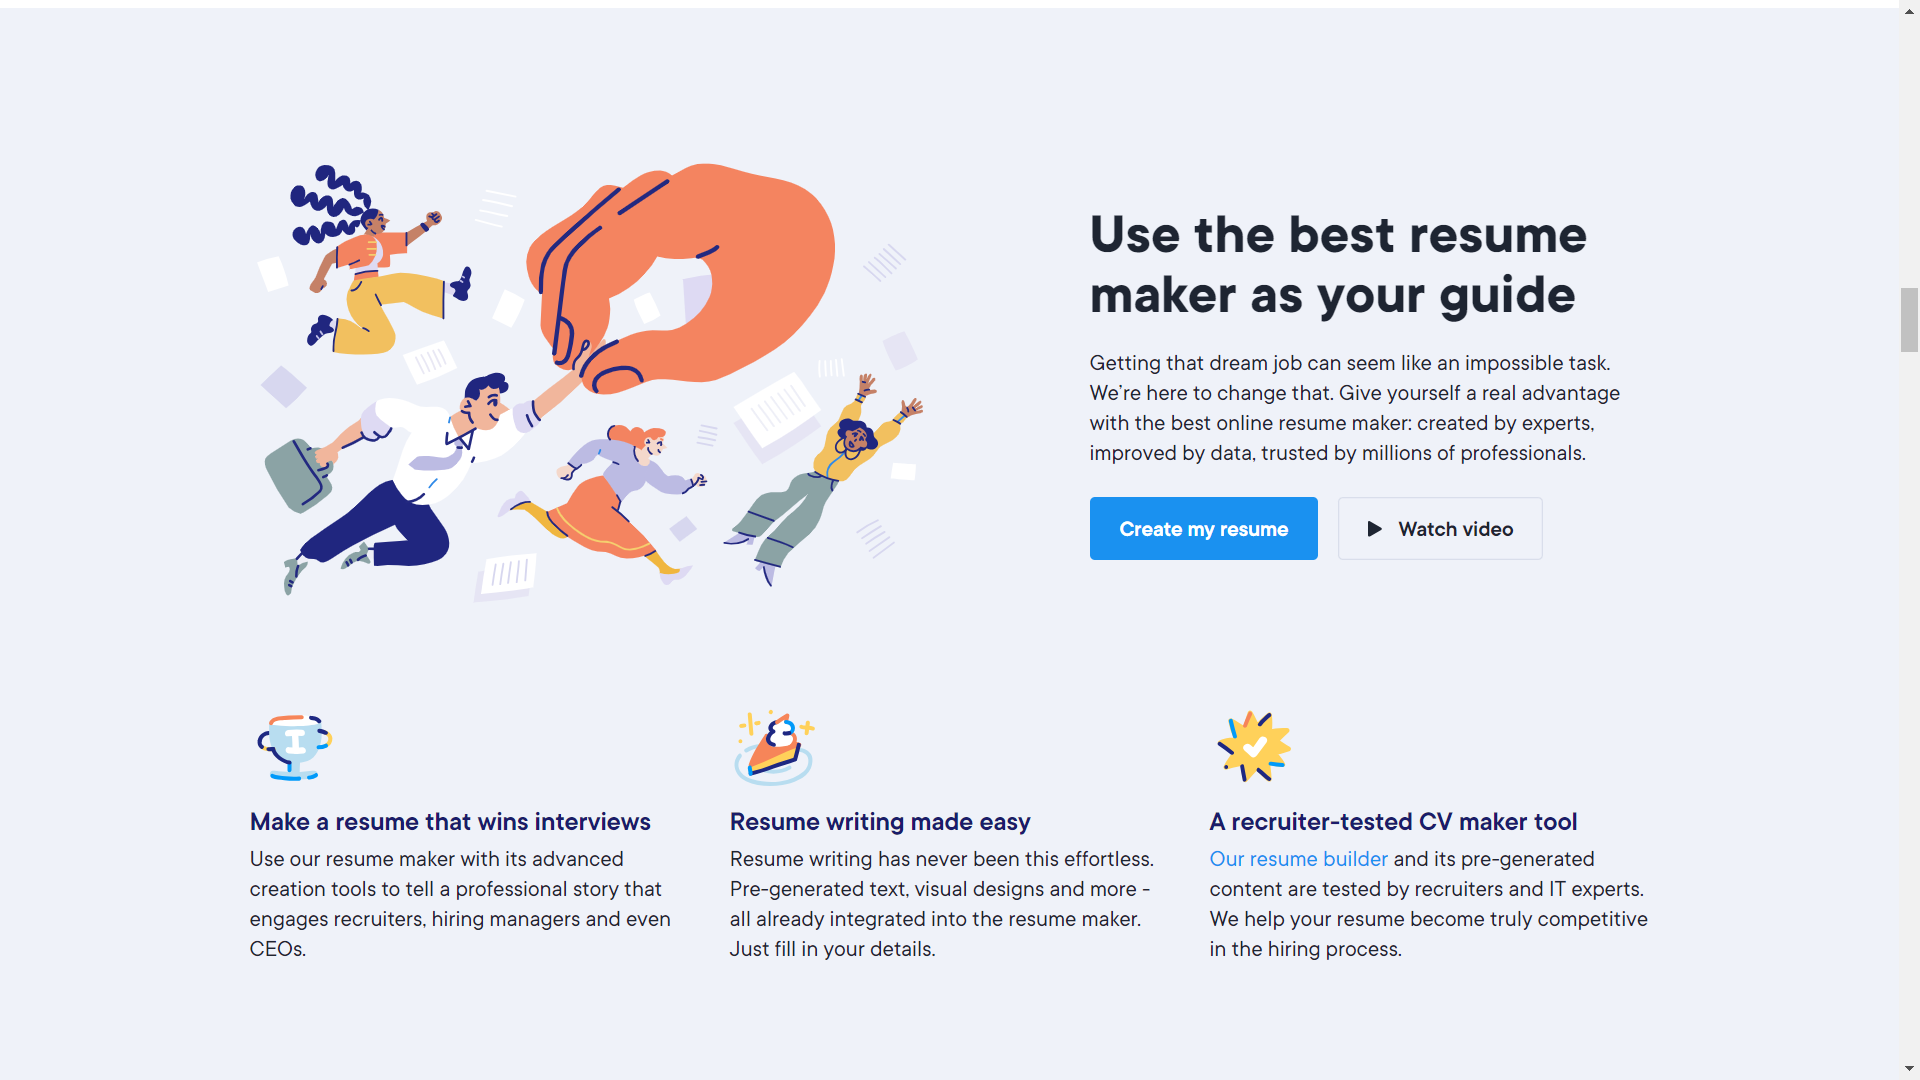 Use the best resume
maker as your guide
Getting that dream job can seem like an impossible task.
We’re here to change that. Give yourself a real advantage
with the best online resume maker: created by experts,
improved by data, trusted by millions of professionals.
Create my resume
Watch video
I
Make a resume that wins interviews
Use our resume maker with its advanced
creation tools to tell a professional story that
engages recruiters, hiring managers and even
CEOs.
Resume writing made easy
Resume writing has never been this effortless.
Pre-generated text, visual designs and more -
all already integrated into the resume maker.
Just fill in your details.
A recruiter-tested CV maker tool
Our resume builder and its pre-generated
content are tested by recruiters and IT experts.
We help your resume become truly competitive
in the hiring process.